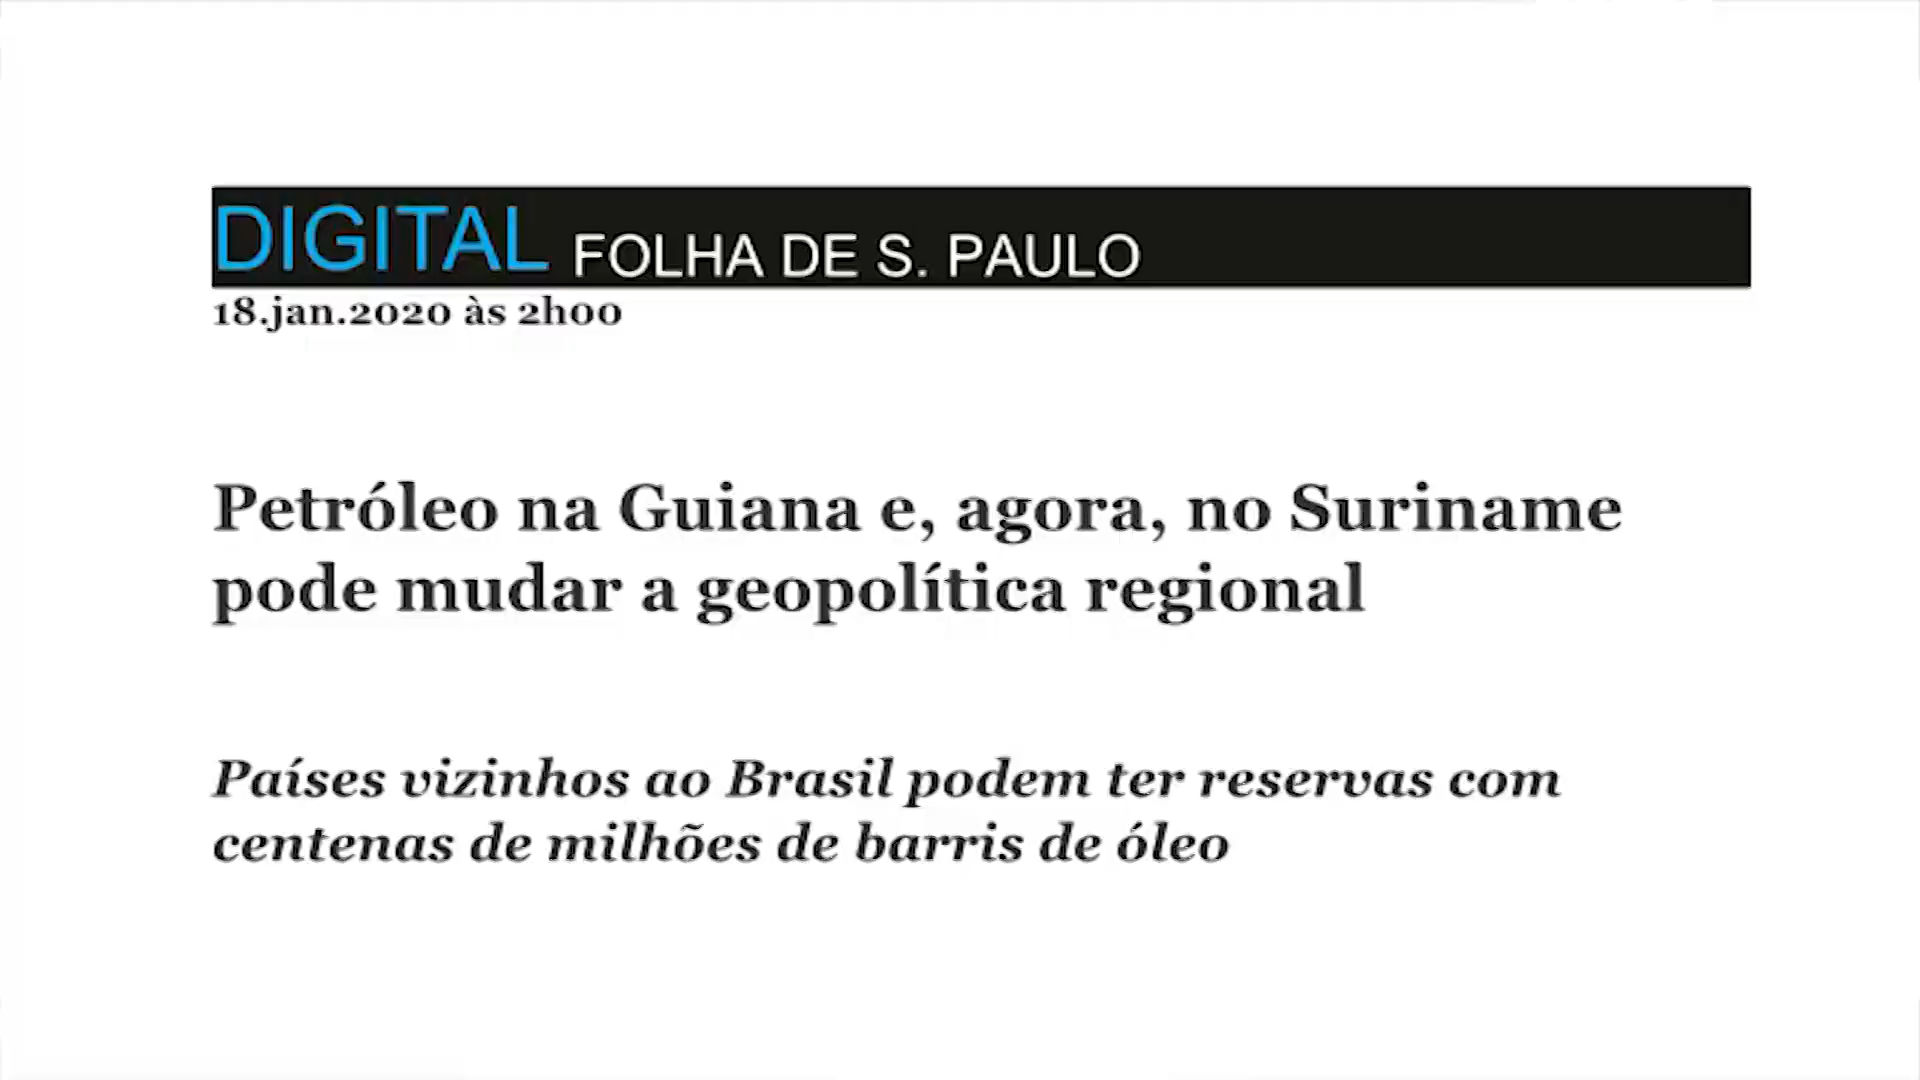 DIGITAL FOLHA DE S. PAULO
18.jan.2020 às 2h00
Petróleo na Guiana e, agora, no Suriname
pode mudar a geopolítica regional
Países vizinhos ao Brasil podem ter reservas com
centenas de milhões de barris de óleo